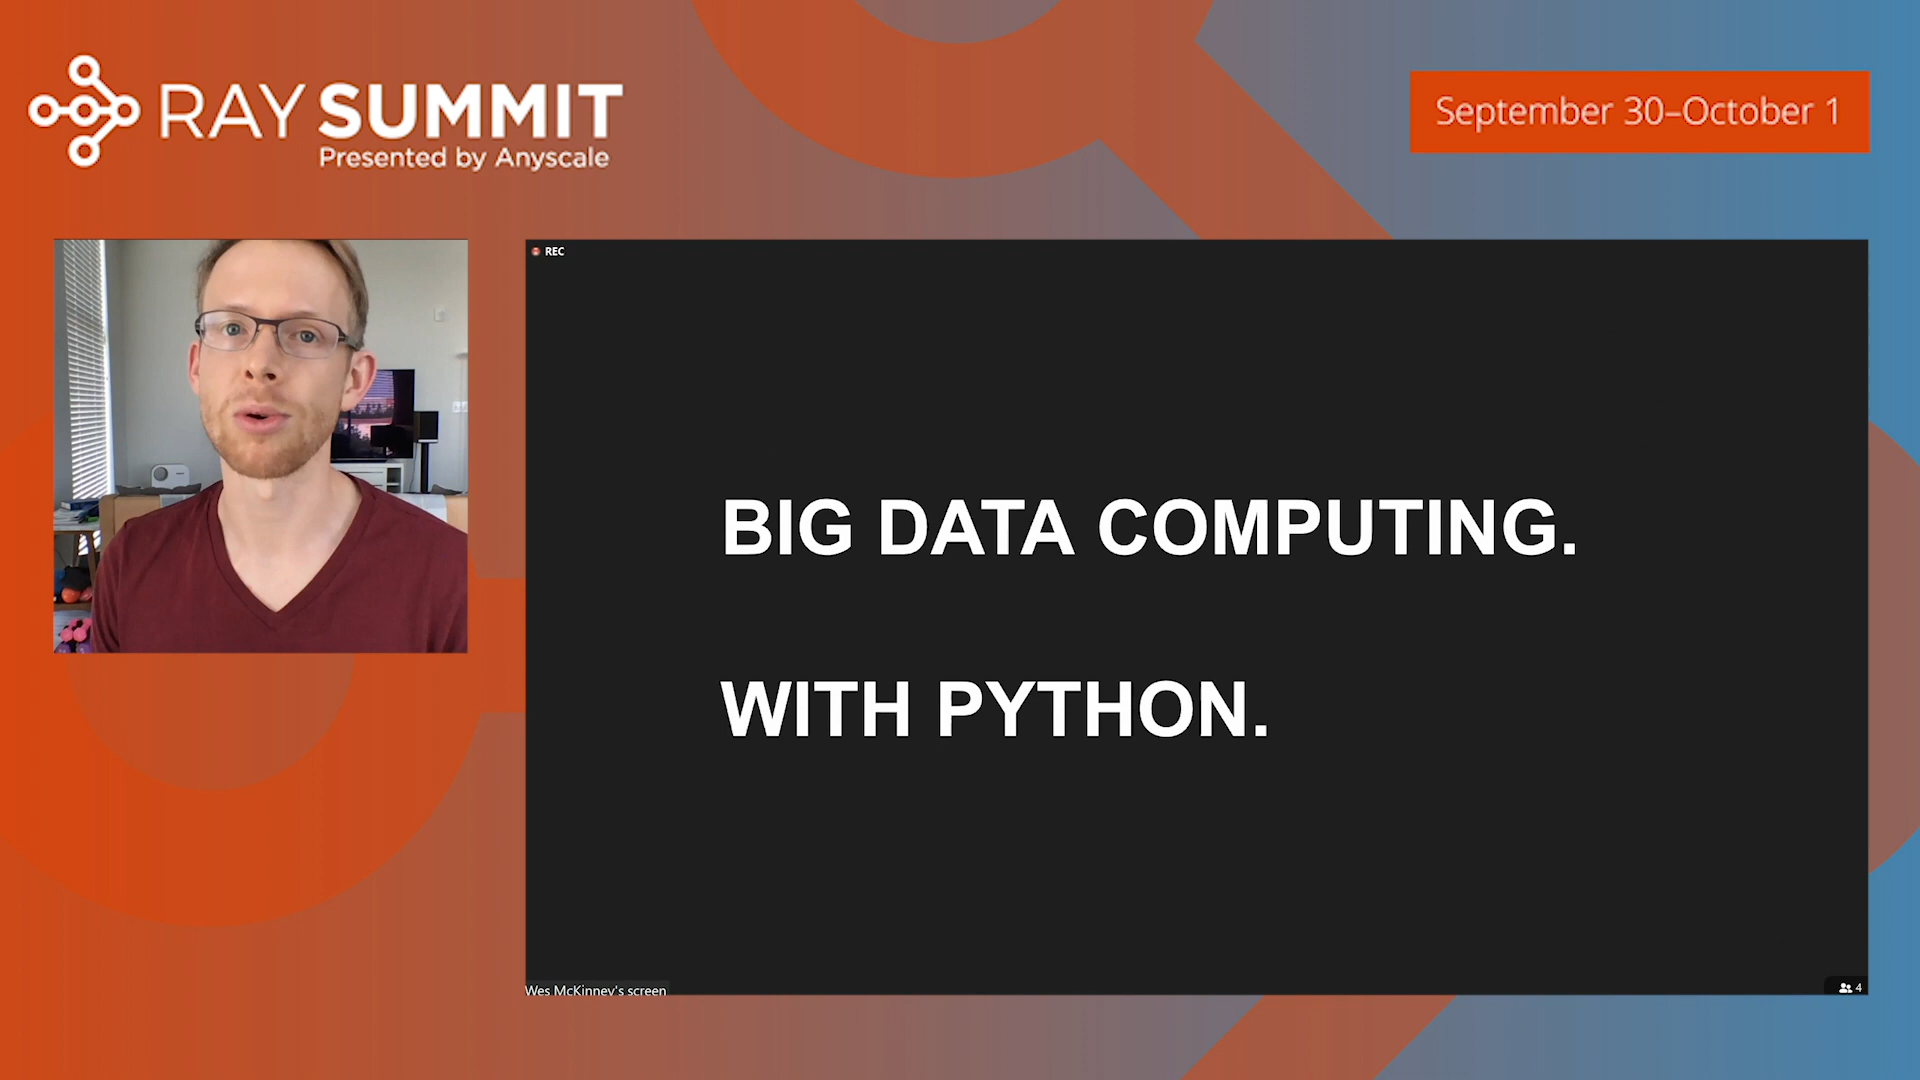 RAY SUMMIT
Presented by Anyscale
September 30–October 1
REC
BIG DATA COMPUTING.
WITH PYTHON.
Wes McKinney's screen
4